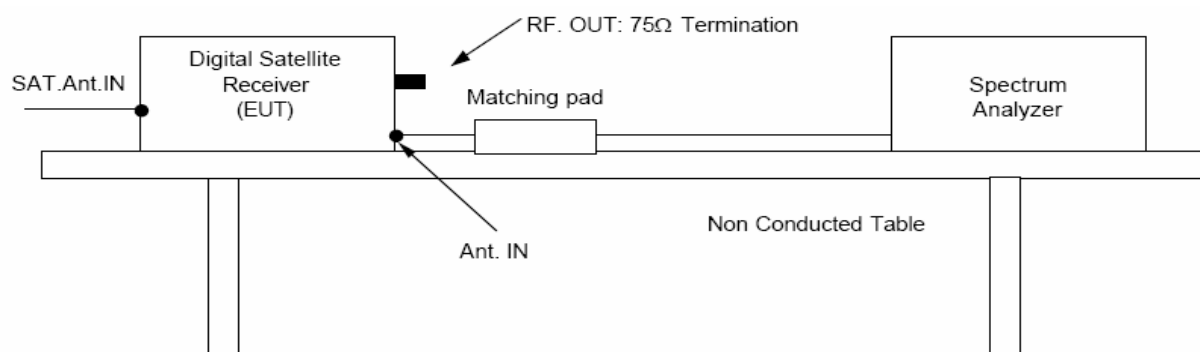 RF. OUT: 75Ω Termination
Digital Satellite
Receiver
(EUT)
SAT.Ant.IN
Matching pad
Spectrum
Analyzer
Non Conducted Table
Ant. IN